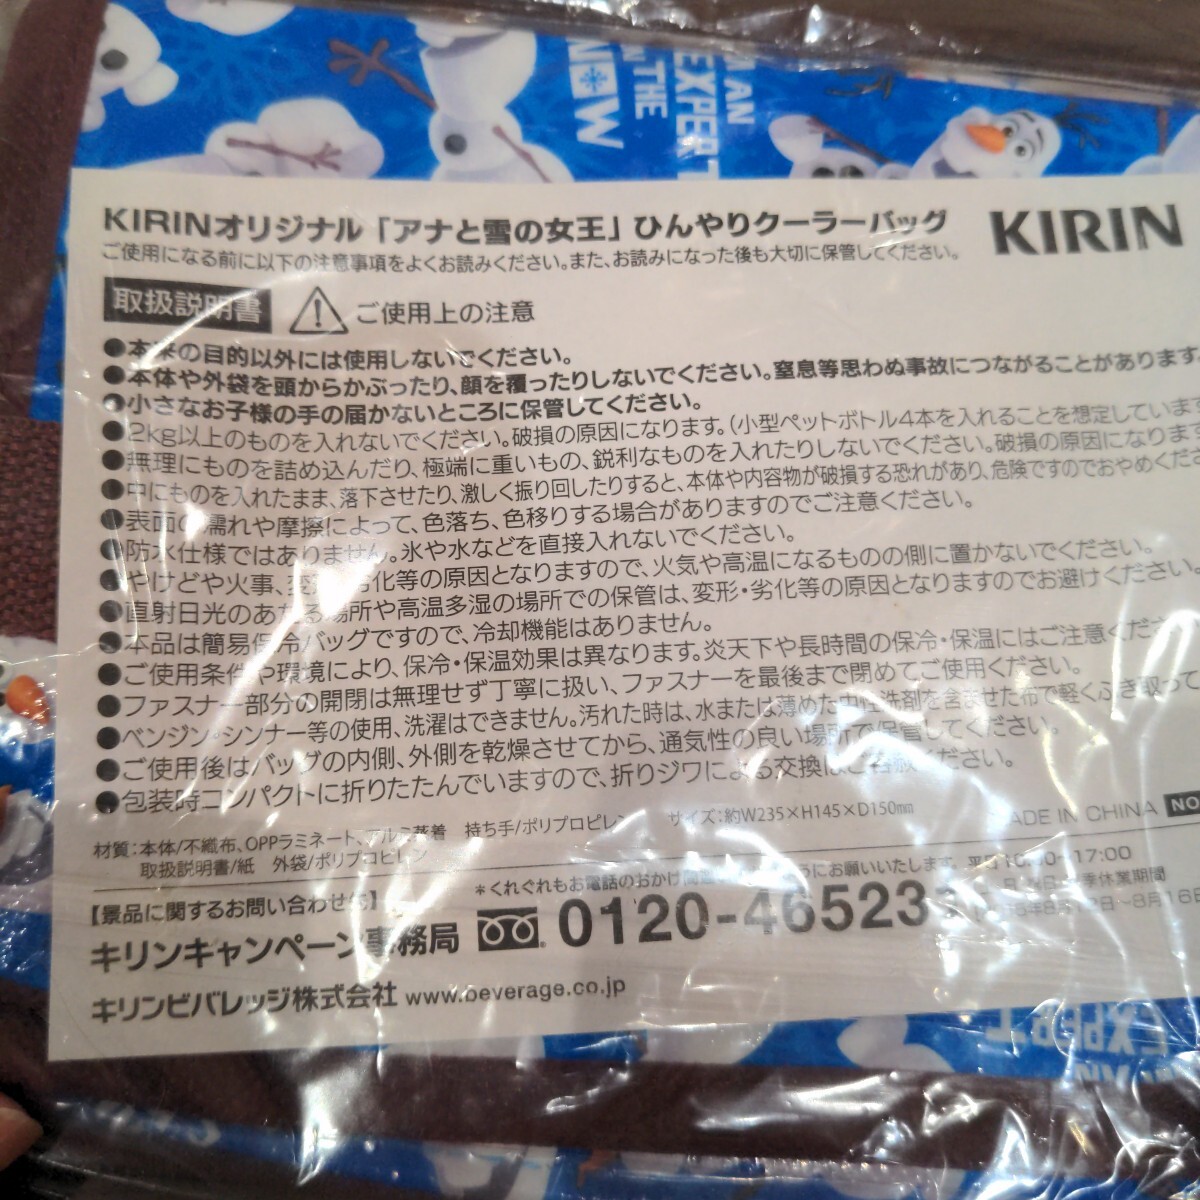 MAN
EXPERT
IN THE
SNOW
KIRINオリジナル「アナと雪の女王」ひんやりクーラーバッグ
KIRIN
ご使用になる前に以下の注意事項をよくお読みください。また、お読みになった後も大切に保管してください。
取扱説明書
ご使用上の注意
●本来の目的以外には使用しないでください。
●本体や外袋を頭からかぶったり、顔を覆ったりしないでください。窒息等思わぬ事故につながることがあります
●小さなお子様の手の届かないところに保管してください。
●2kg以上のものを入れないでください。破損の原因になります。(小型ペットボトル4本を入れることを想定しています
●無理にものを詰め込んだり、極端に重いもの、鋭利なものを入れたりしないでください。破損の原因になります
●中にものを入れたまま、落下させたり、激しく振り回したりすると、本体や内容物が破損する恐れがあり、危険ですのでおやめくださ
●表面の濡れや摩擦によって、色落ち、色移りする場合がありますのでご注意ください。
●防水仕様ではありません。氷や水などを直接入れないでください。
●やけどや火事、変形・劣化等の原因となりますので、火気や高温になるものの側に置かないでください。
●直射日光のあたる場所や高温多湿の場所での保管は、変形・劣化等の原因となりますのでお避けください。
●本品は簡易保冷バッグですので、冷却機能はありません。
●ご使用条件や環境により、保冷・保温効果は異なります。炎天下や長時間の保冷・保温にはご注意くださ
●ファスナー部分の開閉は無理せず丁寧に扱い、ファスナーを最後まで閉めてご使用ください。
●ベンジン・シンナー等の使用、洗濯はできません。汚れた時は、水または薄めた中性洗剤を含ませた布で軽くふき取って
●ご使用後はバッグの内側、外側を乾燥させてから、通気性の良い場所で保管してください。
●包装時コンパクトに折りたたんでいますので、折りジワによる交換はご容赦ください。
材質:本体/不織布、OPPラミネート、アルミ蒸着 持ち手/ポリプロピレン サイズ:約W235×H145×D150mm
MADE IN CHINA NO
取扱説明書/紙 外袋/ポリプロピレン
*くれぐれもお電話のおかけ間違い ようにお願いいたします。 平日10:00~17:00
【景品に関するお問い合わせ先】
キリンキャンペーン事務局 0120-46523 季休業期間
8月16日
キリンビバレッジ株式会社 www.beverage.co.jp
EXPERT